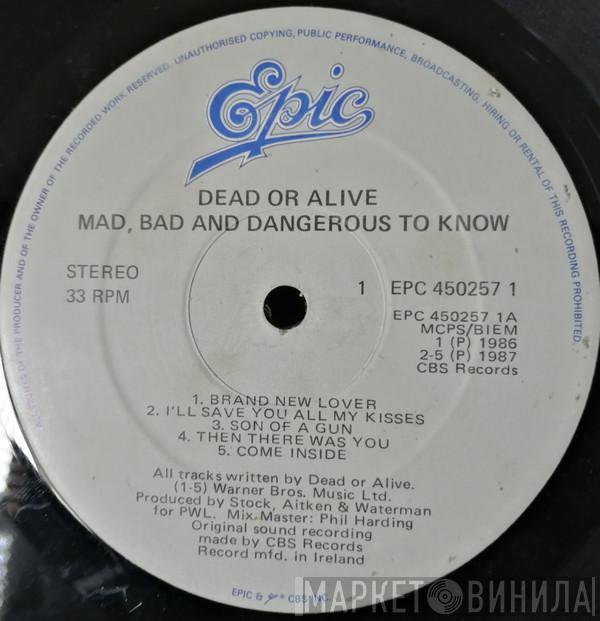 ALL RIGHTS OF THE PRODUCER AND OF THE OWNER OF THE RECORDED WORK RESERVED. UNAUTHORISED COPYING, PUBLIC PERFORMANCE, BROADCASTING, HIRING OR RENTAL OF THIS RECORDING PROHIBITED.
Epic
DEAD OR ALIVE
MAD, BAD AND DANGEROUS TO KNOW
STEREO
33 RPM
1 EPC 450257 1
EPC 450257 1A
MCPS/BIEM
1 (P) 1986
2-5 (P) 1987
CBS Records
1. BRAND NEW LOVER
2. I'LL SAVE YOU ALL MY KISSES
3. SON OF A GUN
4. THEN THERE WAS YOU
5. COME INSIDE
All tracks written by Dead or Alive.
(1-5) Warner Bros. Music Ltd.
Produced by Stock, Aitken & Waterman
for PWL. Mix Master: Phil Harding
Original sound recording
made by CBS Records
Record mfd. in Ireland
EPIC & ® CBS INC.
МАРКЕТ ВИНИЛА